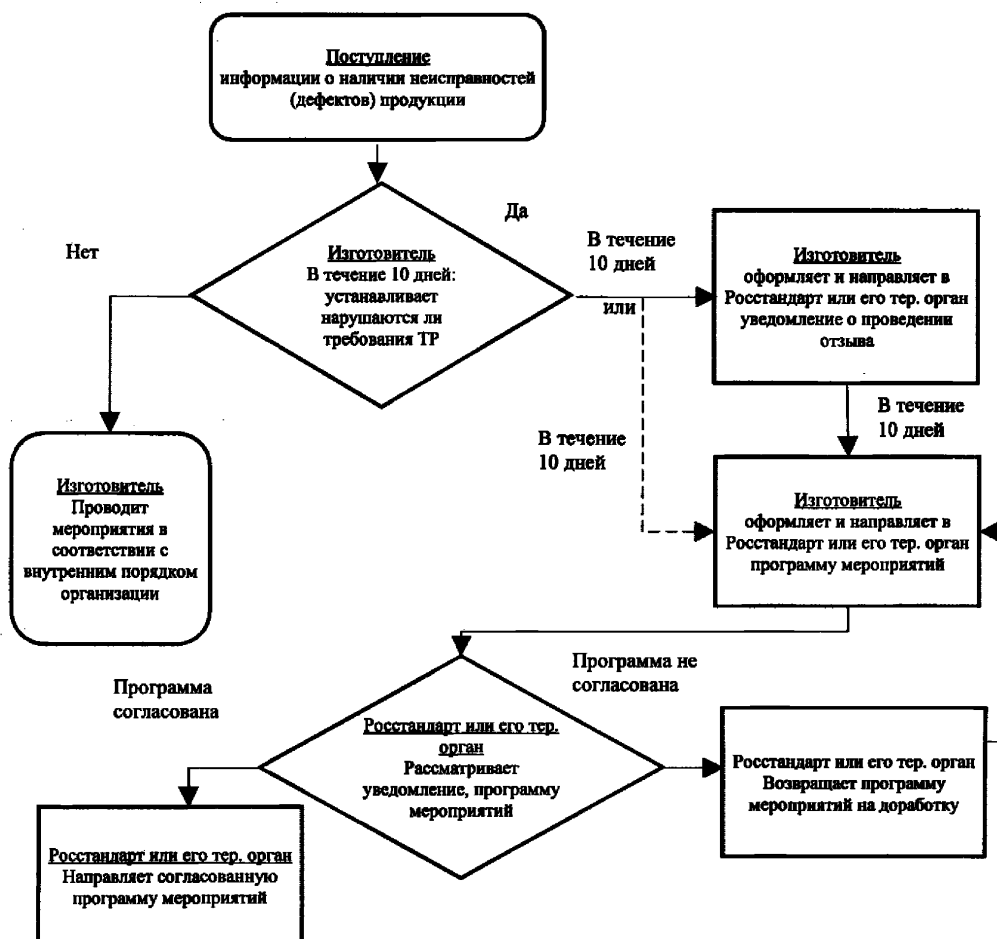 Поступление
информации о наличии неисправностей
(дефектов) продукции
Да
Нет
Изготовитель
В течение 10 дней:
устанавливает
нарушаются ли
требования ТР
В течение
10 дней
или
Изготовитель
оформляет и направляет в
Росстандарт или его тер. орган
уведомление о проведении
отзыва
В течение
10 дней
В течение
10 дней
Изготовитель
Проводит
мероприятия в
соответствии с
внутренним порядком
организации
Изготовитель
оформляет и направляет в
Росстандарт или его тер. орган
программу мероприятий
Программа
согласована
Программа не
согласована
Росстандарт или его тер.
орган
Рассматривает
уведомление, программу
мероприятий
Росстандарт или его тер. орган
Возвращает программу
мероприятий на доработку
Росстандарт или его тер. орган
Направляет согласованную
программу мероприятий